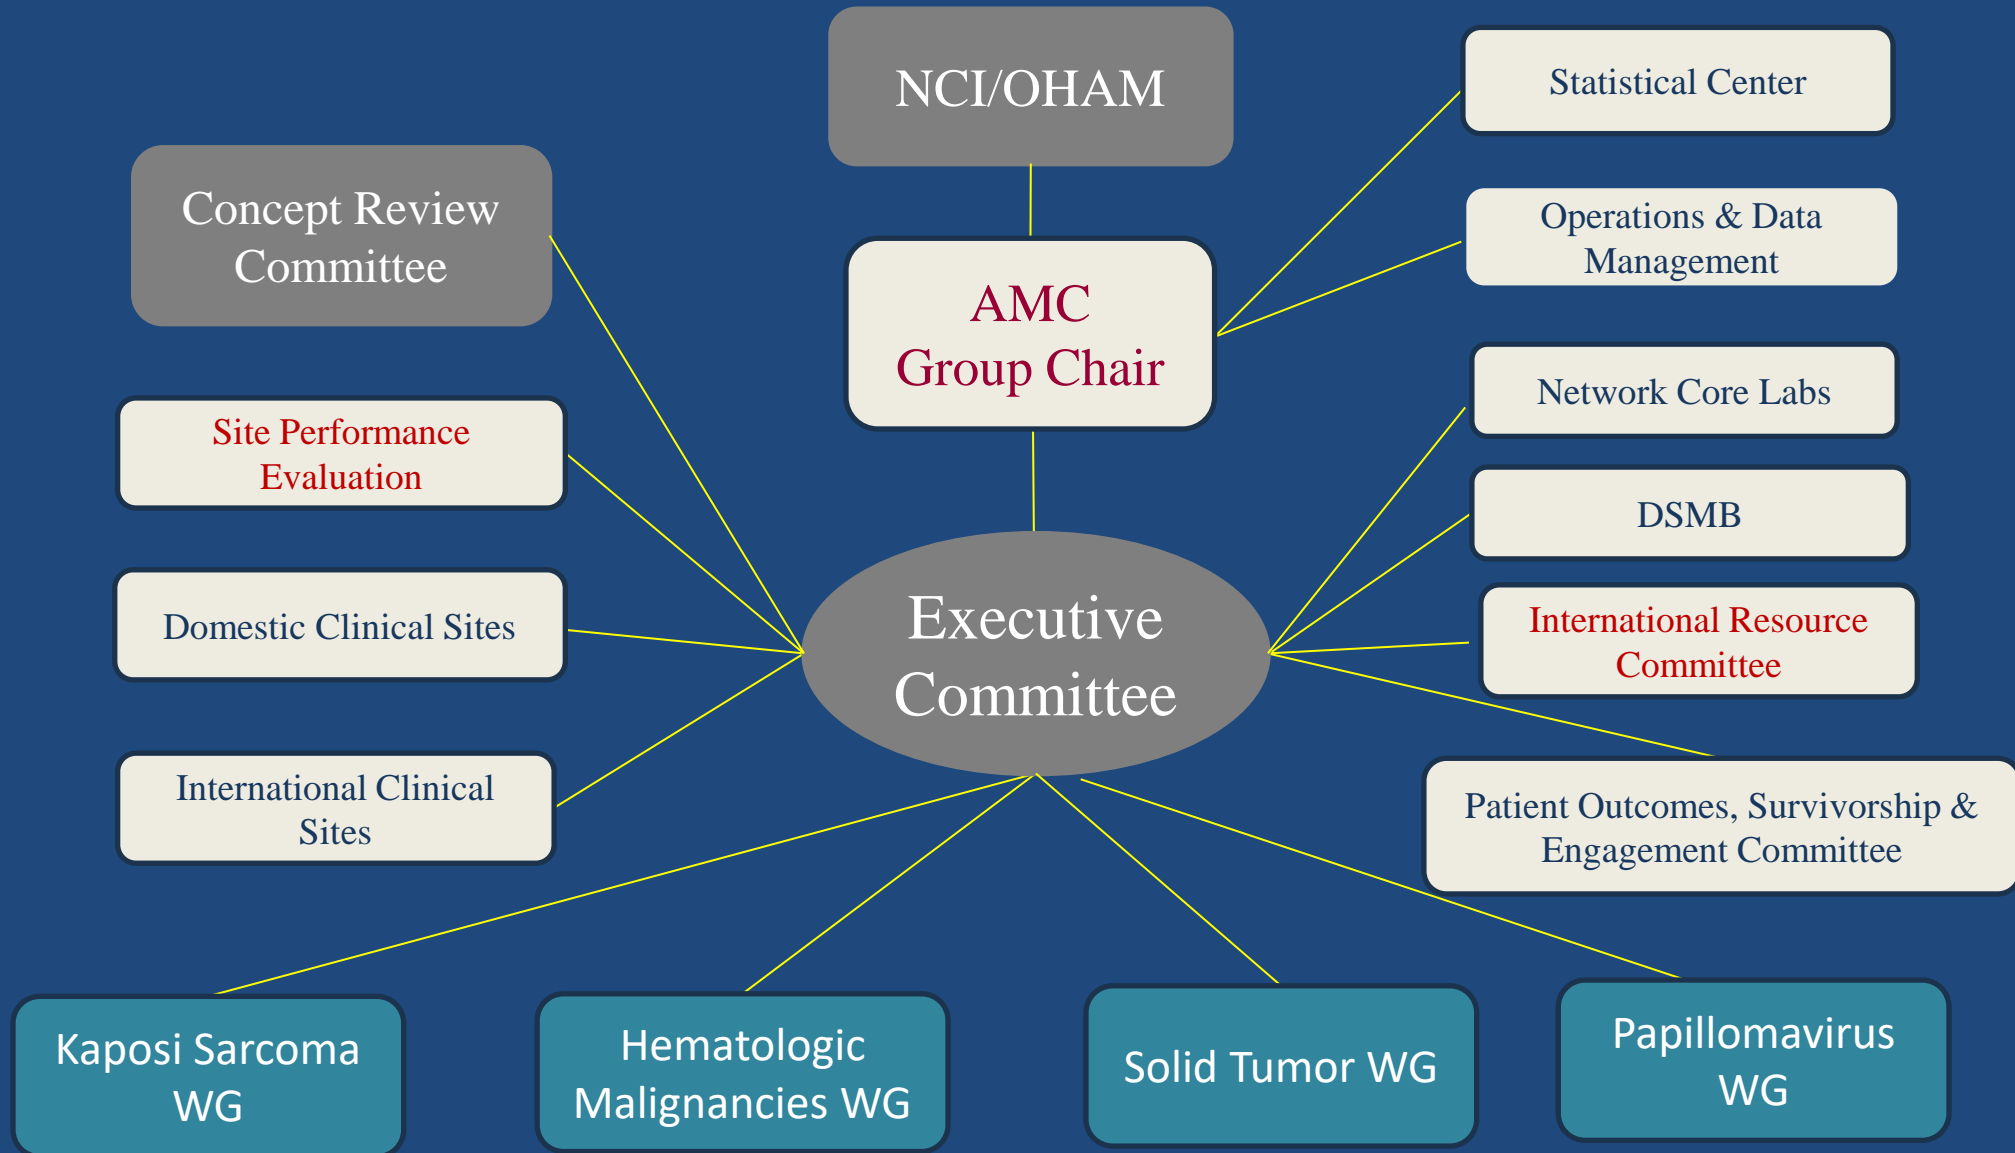 NCI/OHAM
Statistical Center
Concept Review
Committee
Operations & Data
Management
AMC
Group Chair
Network Core Labs
Site Performance
Evaluation
DSMB
Domestic Clinical Sites
Executive
Committee
International Resource
Committee
International Clinical
Sites
Patient Outcomes, Survivorship &
Engagement Committee
Kaposi Sarcoma
WG
Hematologic
Malignancies WG
Solid Tumor WG
Papillomavirus
WG